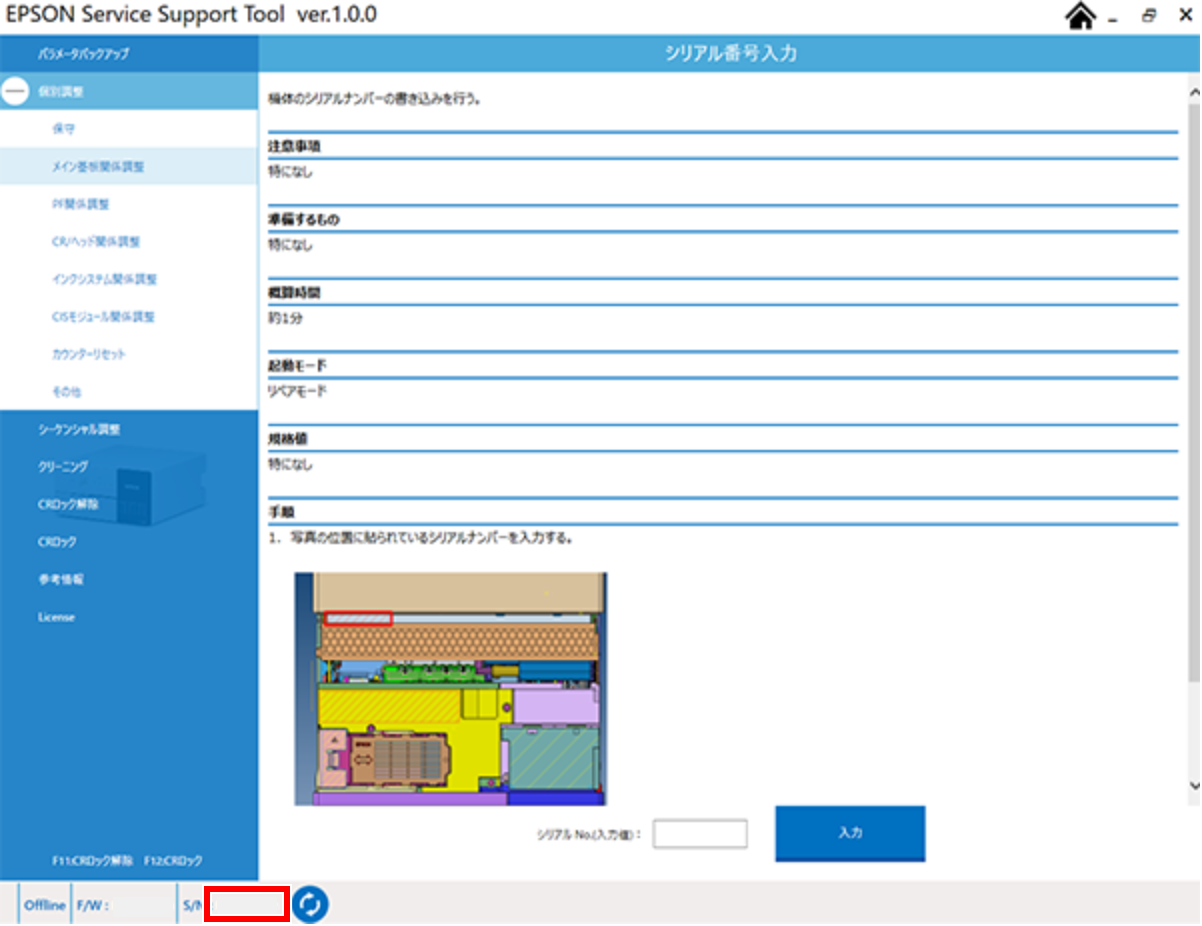 EPSON Service Support Tool ver.1.0.0
パラメータバックアップ
個別調整
保守
メイン基板関係調整
PF関係調整
CR/ヘッド関係調整
インクシステム関係調整
CISモジュール関係調整
カウンターリセット
その他
シーケンシャル調整
クリーニング
CRロック解除
CRロック
参考情報
License
F11:CRロック解除 F12:CRロック
シリアル番号入力
機体のシリアルナンバーの書き込みを行う。
注意事項
特になし
準備するもの
特になし
概算時間
約1分
起動モード
リペアモード
規格値
特になし
手順
1. 写真の位置に貼られているシリアルナンバーを入力する。
シリアル No.(入力値) :
入力
Offline F/W : S/N